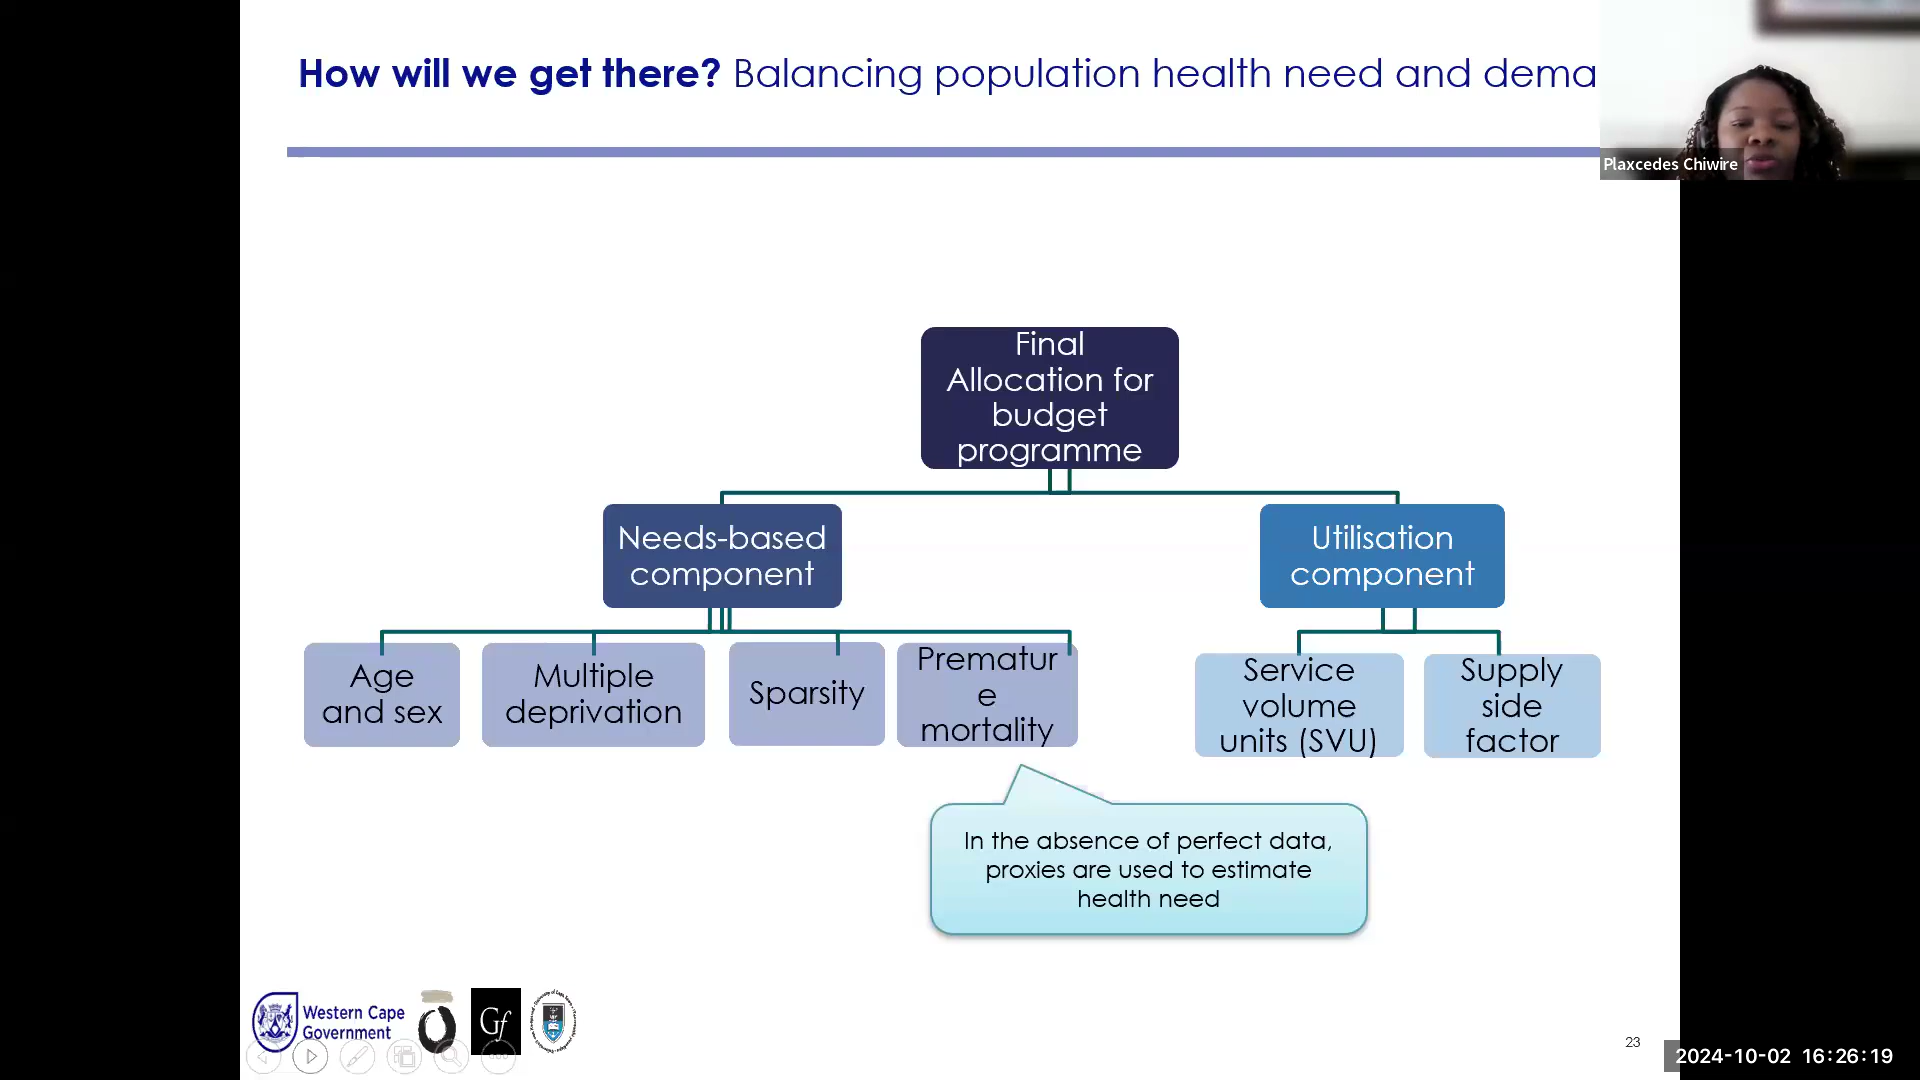 How will we get there? Balancing population health need and dema
Plaxcedes Chiwire
Final
Allocation for
budget
programme
Needs-based
component
Utilisation
component
Age
and sex
Multiple
deprivation
Sparsity
Prematur
e
mortality
Service
volume
units (SVU)
Supply
side
factor
In the absence of perfect data,
proxies are used to estimate
health need
Western Cape
Government
Gf
23
2024-10-02 16:26:19